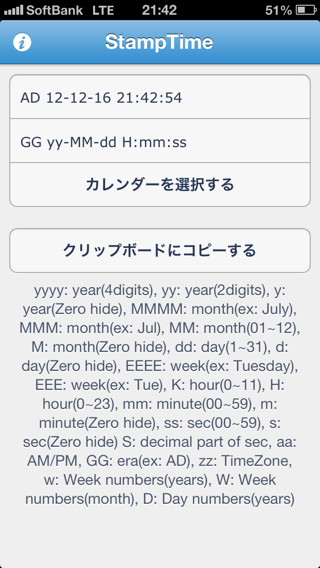 SoftBank LTE 21:42 51%
StampTime
AD 12-12-16 21:42:54
GG yy-MM-dd H:mm:ss
カレンダーを選択する
クリップボードにコピーする
yyyy: year(4digits), yy: year(2digits), y:
year(Zero hide), MMMM: month(ex: July),
MMM: month(ex: Jul), MM: month(01~12),
M: month(Zero hide), dd: day(1~31), d:
day(Zero hide), EEEE: week(ex: Tuesday),
EEE: week(ex: Tue), K: hour(0~11), H:
hour(0~23), mm: minute(00~59), m:
minute(Zero hide), ss: sec(00~59), s:
sec(Zero hide) S: decimal part of sec, aa:
AM/PM, GG: era(ex: AD), zz: TimeZone,
w: Week numbers(years), W: Week
numbers(month), D: Day numbers(years)